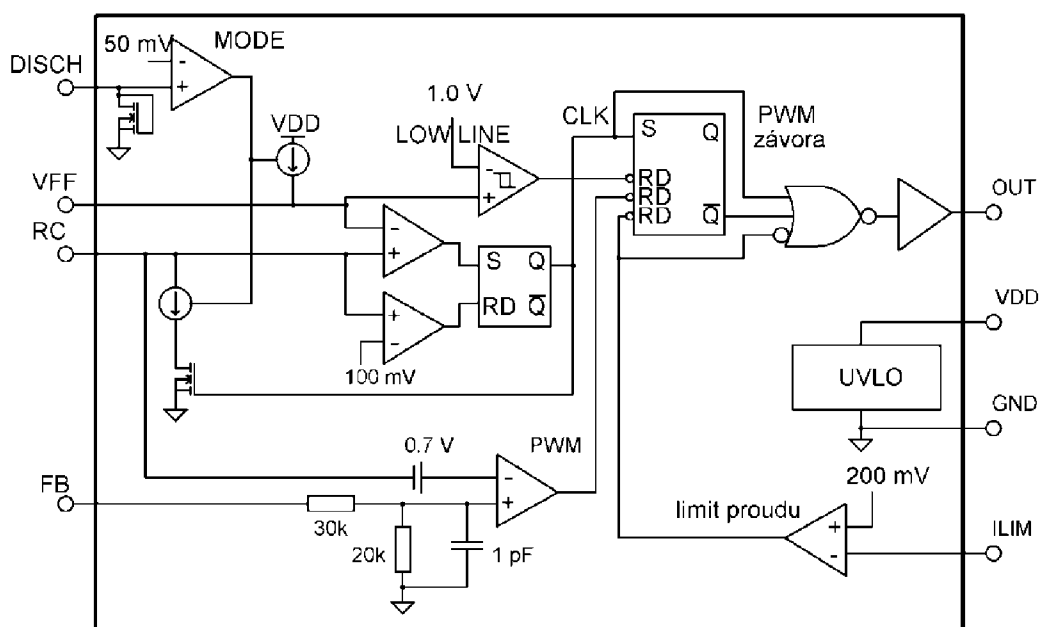 50 mV
MODE
DISCH
-
+
VDD
1.0 V
LOW LINE
CLK
PWM
závora
S
Q
RD
RD
RD
Q
-
+
VFF
RC
OUT
-
+
S
Q
RD
Q
+
-
100 mV
VDD
UVLO
GND
0.7 V
PWM
-
+
FB
30k
20k
1 pF
200 mV
limit proudu
+
-
ILIM